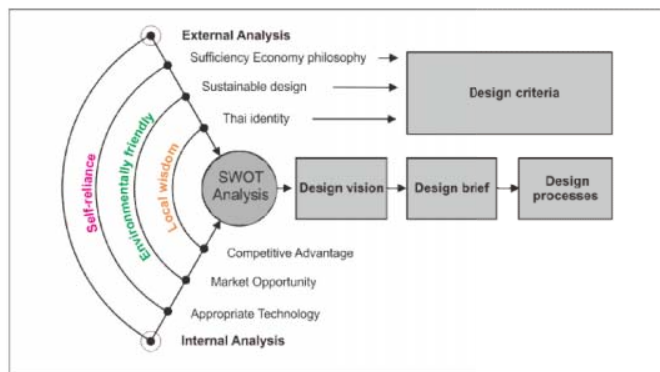 External Analysis
Sufficiency Economy philosophy
Sustainable design
Thai identity
Design criteria
Self-reliance
Environmentally friendly
Local wisdom
SWOT
Analysis
Design vision
Design brief
Design
processes
Competitive Advantage
Market Opportunity
Appropriate Technology
Internal Analysis